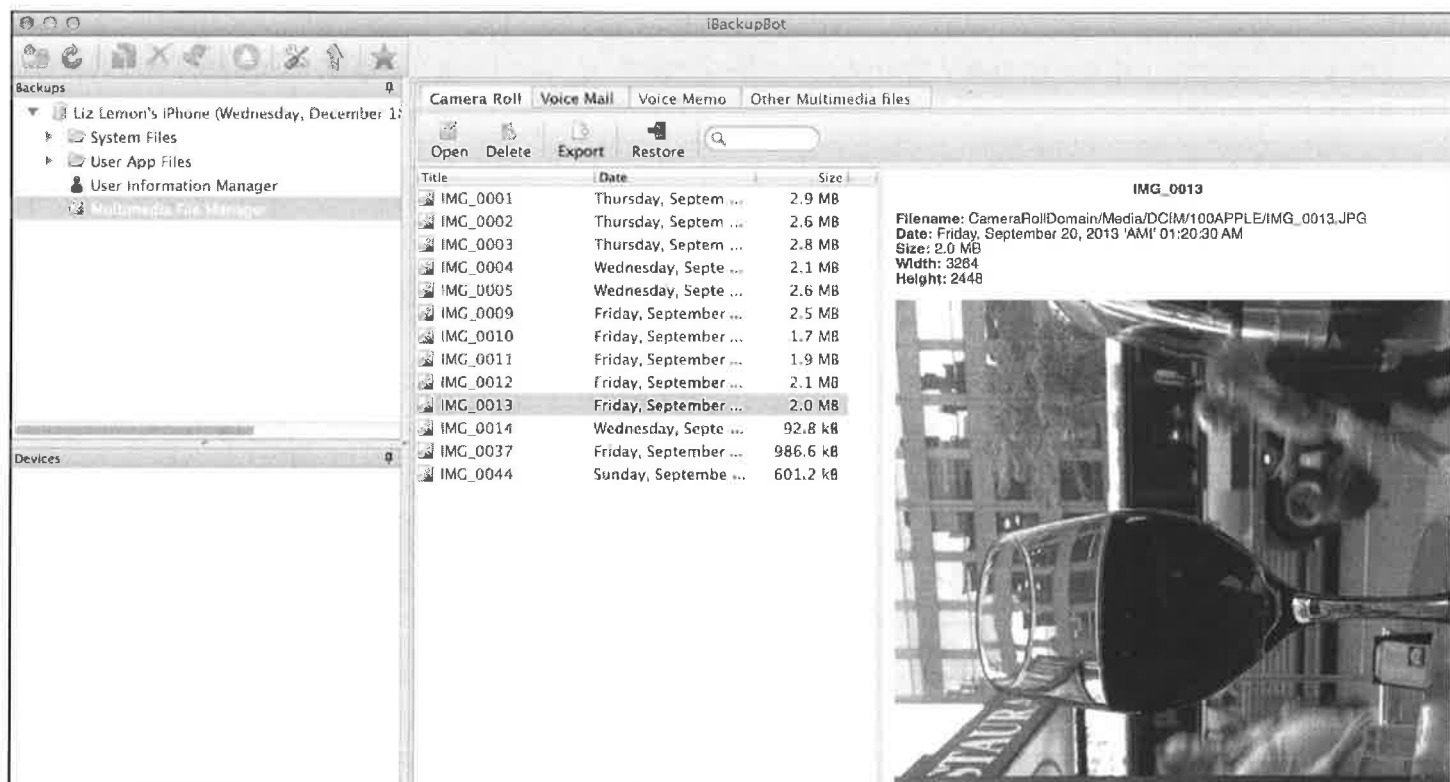 iBackupBot
Backups
Liz Lemon's iPhone (Wednesday, December 1
System Files
User App Files
User Information Manager
Multimedia File Manager
Devices
Camera Roll Voice Mail Voice Memo Other Multimedia files
Open Delete Export Restore
Title Date Size
IMG_0001 Thursday, Septem ... 2.9 MB
IMG_0002 Thursday, Septem ... 2.6 MB
IMG_0003 Thursday, Septem ... 2.8 MB
IMG_0004 Wednesday, Septe ... 2.1 MB
IMG_0005 Wednesday, Septe ... 2.6 MB
IMG_0009 Friday, September ... 2.5 MB
IMG_0010 Friday, September ... 1.7 MB
IMG_0011 Friday, September ... 1.9 MB
IMG_0012 Friday, September ... 2.1 MB
IMG_0013 Friday, September ... 2.0 MB
IMG_0014 Wednesday, Septe ... 92.8 kB
IMG_0037 Friday, September ... 986.6 kB
IMG_0044 Sunday, Septembe ... 601.2 kB
IMG_0013
Filename: CameraRollDomain/Media/DCIM/100APPLE/IMG_0013.JPG
Date: Friday, September 20, 2013 'AMt' 01:20:30 AM
Size: 2.0 MB
Width: 3264
Height: 2448
STAUR